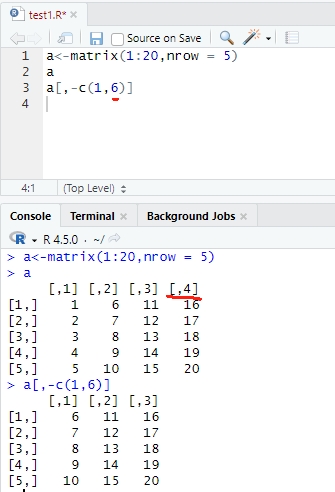 test1.R* ×
Source on Save
1 a<-matrix(1:20,nrow = 5)
2 a
3 a[,-c(1,6)]
4
4:1 (Top Level)
Console Terminal × Background Jobs ×
R 4.5.0 · ~/
> a<-matrix(1:20,nrow = 5)
> a
     [,1] [,2] [,3] [,4]
[1,]    1    6   11   16
[2,]    2    7   12   17
[3,]    3    8   13   18
[4,]    4    9   14   19
[5,]    5   10   15   20
> a[,-c(1,6)]
     [,1] [,2] [,3]
[1,]    6   11   16
[2,]    7   12   17
[3,]    8   13   18
[4,]    9   14   19
[5,]   10   15   20